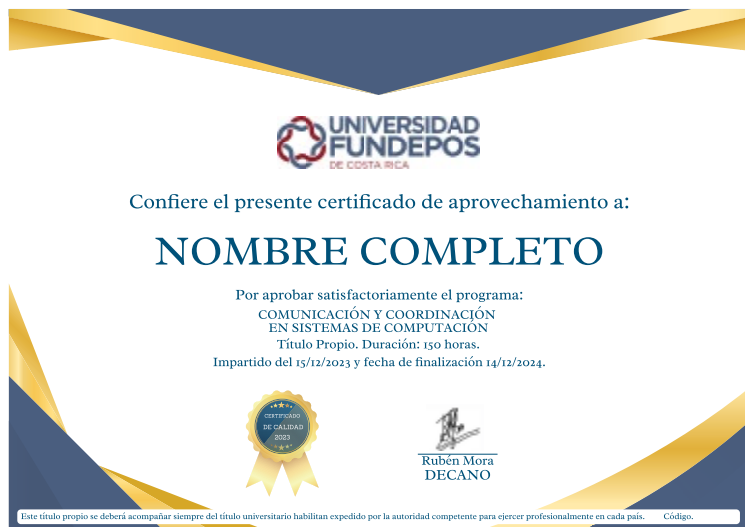 UNIVERSIDAD
FUNDEPOS
DE COSTA RICA
Confiere el presente certificado de aprovechamiento a:
NOMBRE COMPLETO
Por aprobar satisfactoriamente el programa:
COMUNICACIÓN Y COORDINACIÓN
EN SISTEMAS DE COMPUTACIÓN
Título Propio. Duración: 150 horas.
Impartido del 15/12/2023 y fecha de finalización 14/12/2024.
CERTIFICADO
DE CALIDAD
2023
Rubén Mora
DECANO
Este título propio se deberá acompañar siempre del título universitario habilitan expedido por la autoridad competente para ejercer profesionalmente en cada país. Código.